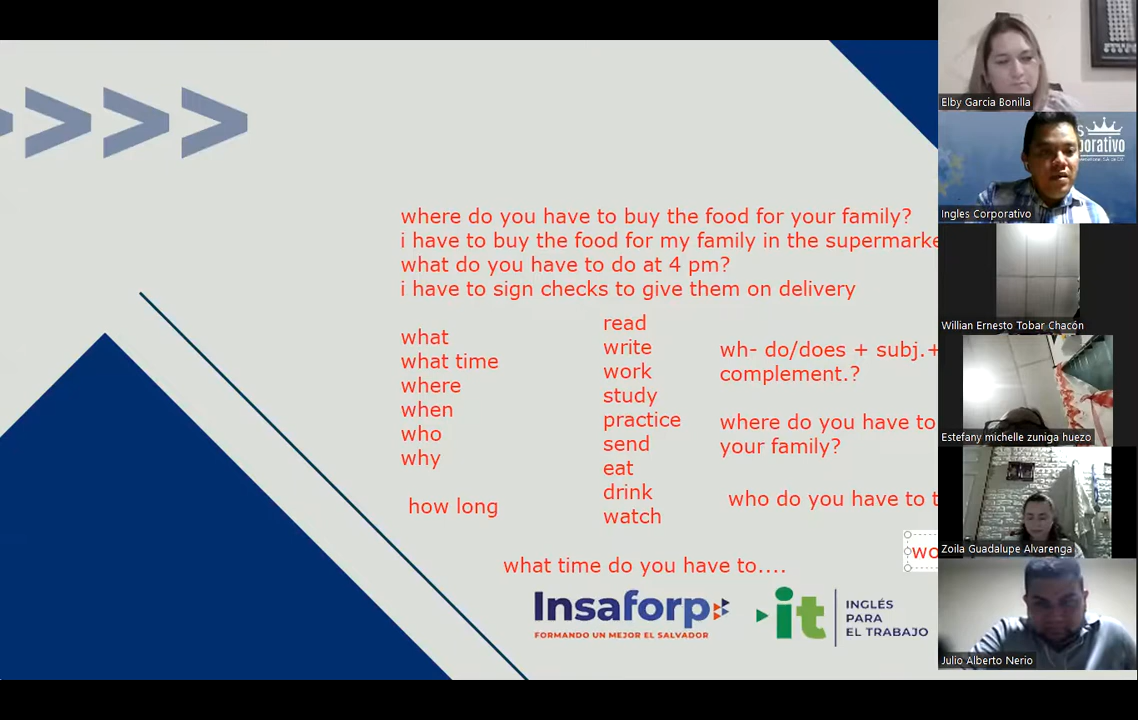 where do you have to buy the food for your family?
i have to buy the food for my family in the
what do you have to do at 4 pm?
i have to sign checks to give them on delivery
what
what time
where
when
who
why
how long
read
write
work
study
practice
send
eat
drink
watch
wh- do/does + subj.+
complement.?
where do you have to
your family?
who do you have to
what time do you have to....
Insaforp
FORMANDO UN MEJOR EL SALVADOR
it
INGLÉS
PARA
EL TRABAJO
Elby Garcia Bonilla
Ingles Corporativo
Willian Ernesto Tobar Chacón
Estefany michelle zuniga huezo
Zoila Guadalupe Alvarenga
Julio Alberto Nerio